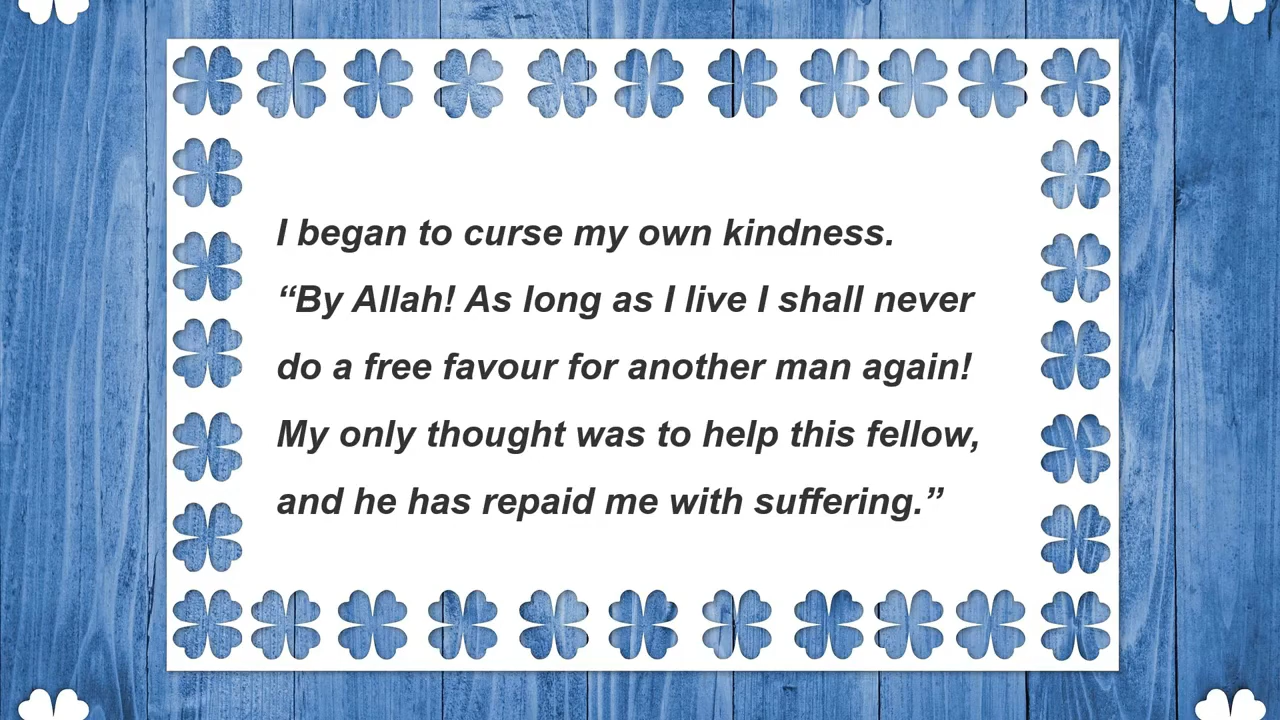 I began to curse my own kindness.
“By Allah! As long as I live I shall never
do a free favour for another man again!
My only thought was to help this fellow,
and he has repaid me with suffering.”